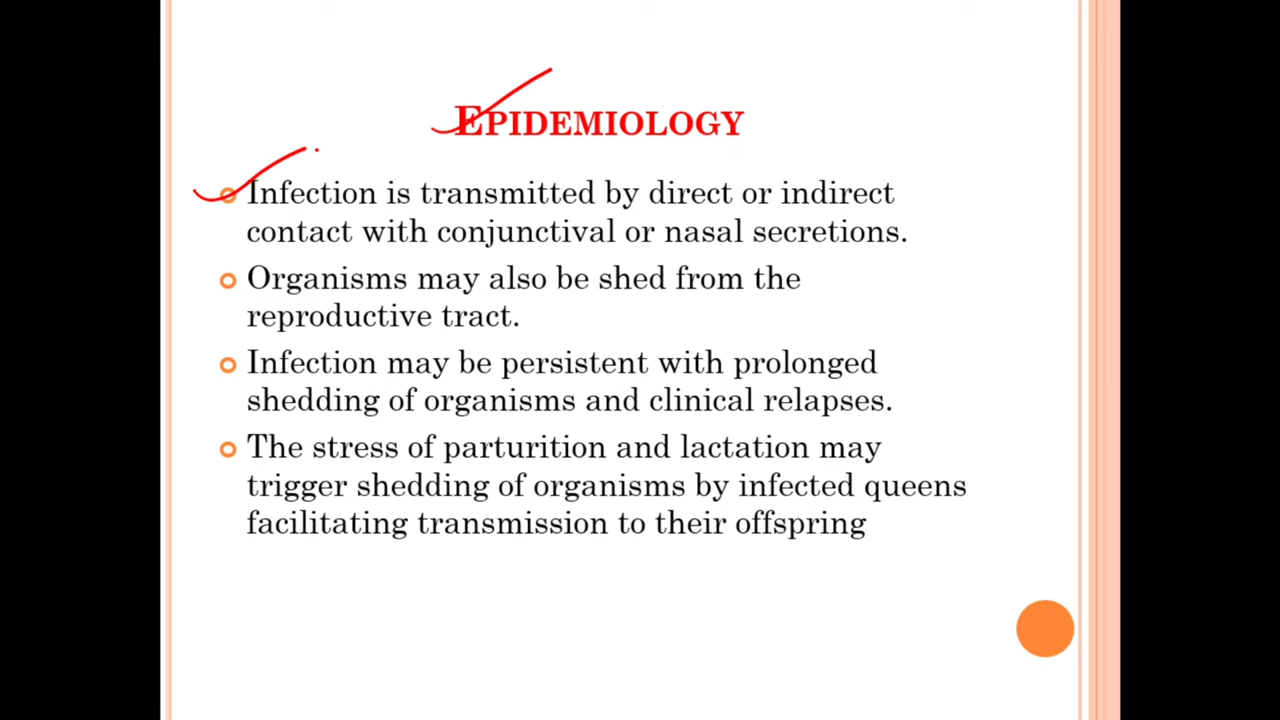 EPIDEMIOLOGY
Infection is transmitted by direct or indirect
contact with conjunctival or nasal secretions.
Organisms may also be shed from the
reproductive tract.
Infection may be persistent with prolonged
shedding of organisms and clinical relapses.
The stress of parturition and lactation may
trigger shedding of organisms by infected queens
facilitating transmission to their offspring